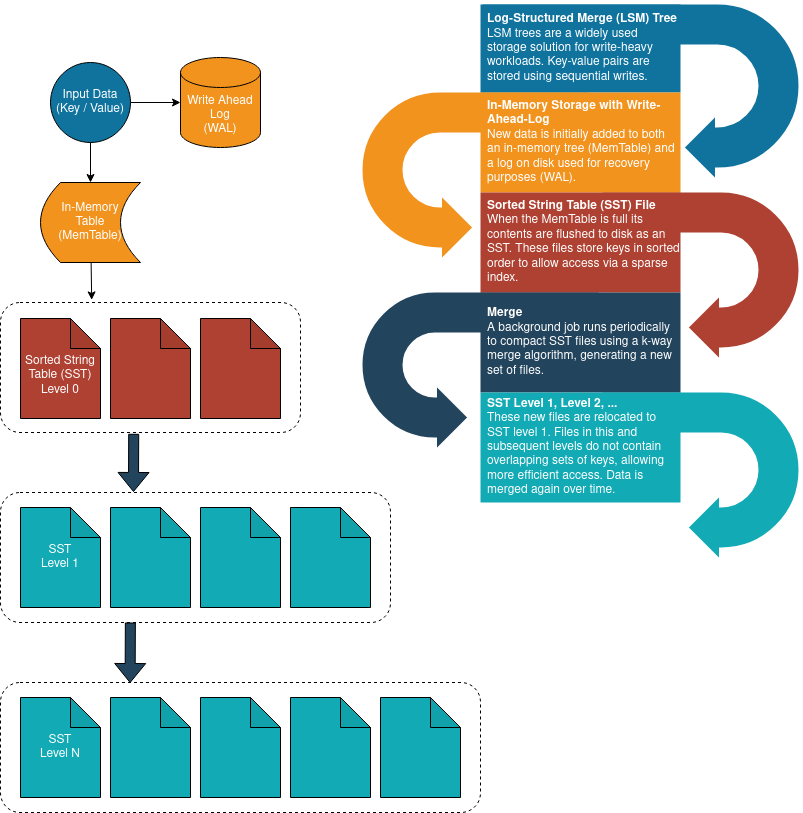 Input Data
(Key / Value)
Write Ahead
Log
(WAL)
In-Memory
Table
(MemTable)
Sorted String
Table (SST)
Level 0
SST
Level 1
SST
Level N
Log-Structured Merge (LSM) Tree
LSM trees are a widely used
storage solution for write-heavy
workloads. Key-value pairs are
stored using sequential writes.
In-Memory Storage with Write-
Ahead-Log
New data is initially added to both
an in-memory tree (MemTable) and
a log on disk used for recovery
purposes (WAL).
Sorted String Table (SST) File
When the MemTable is full its
contents are flushed to disk as an
SST. These files store keys in sorted
order to allow access via a sparse
index.
Merge
A background job runs periodically
to compact SST files using a k-way
merge algorithm, generating a new
set of files.
SST Level 1, Level 2, ...
These new files are relocated to
SST level 1. Files in this and
subsequent levels do not contain
overlapping sets of keys, allowing
more efficient access. Data is
merged again over time.